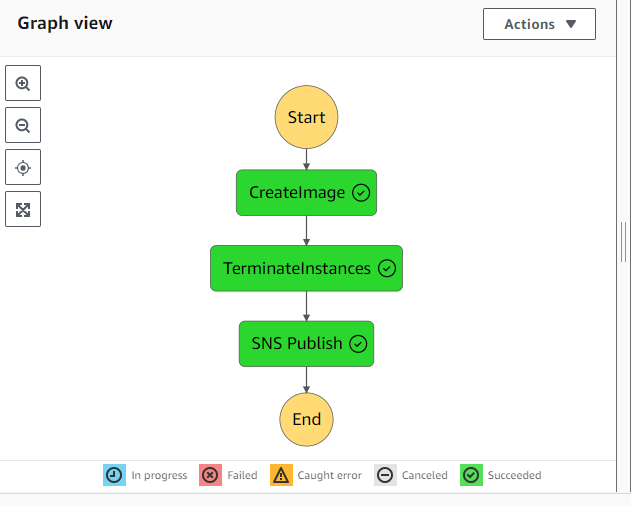 Graph view
Actions
Start
CreateImage
TerminateInstances
SNS Publish
End
In progress Failed Caught error Canceled Succeeded